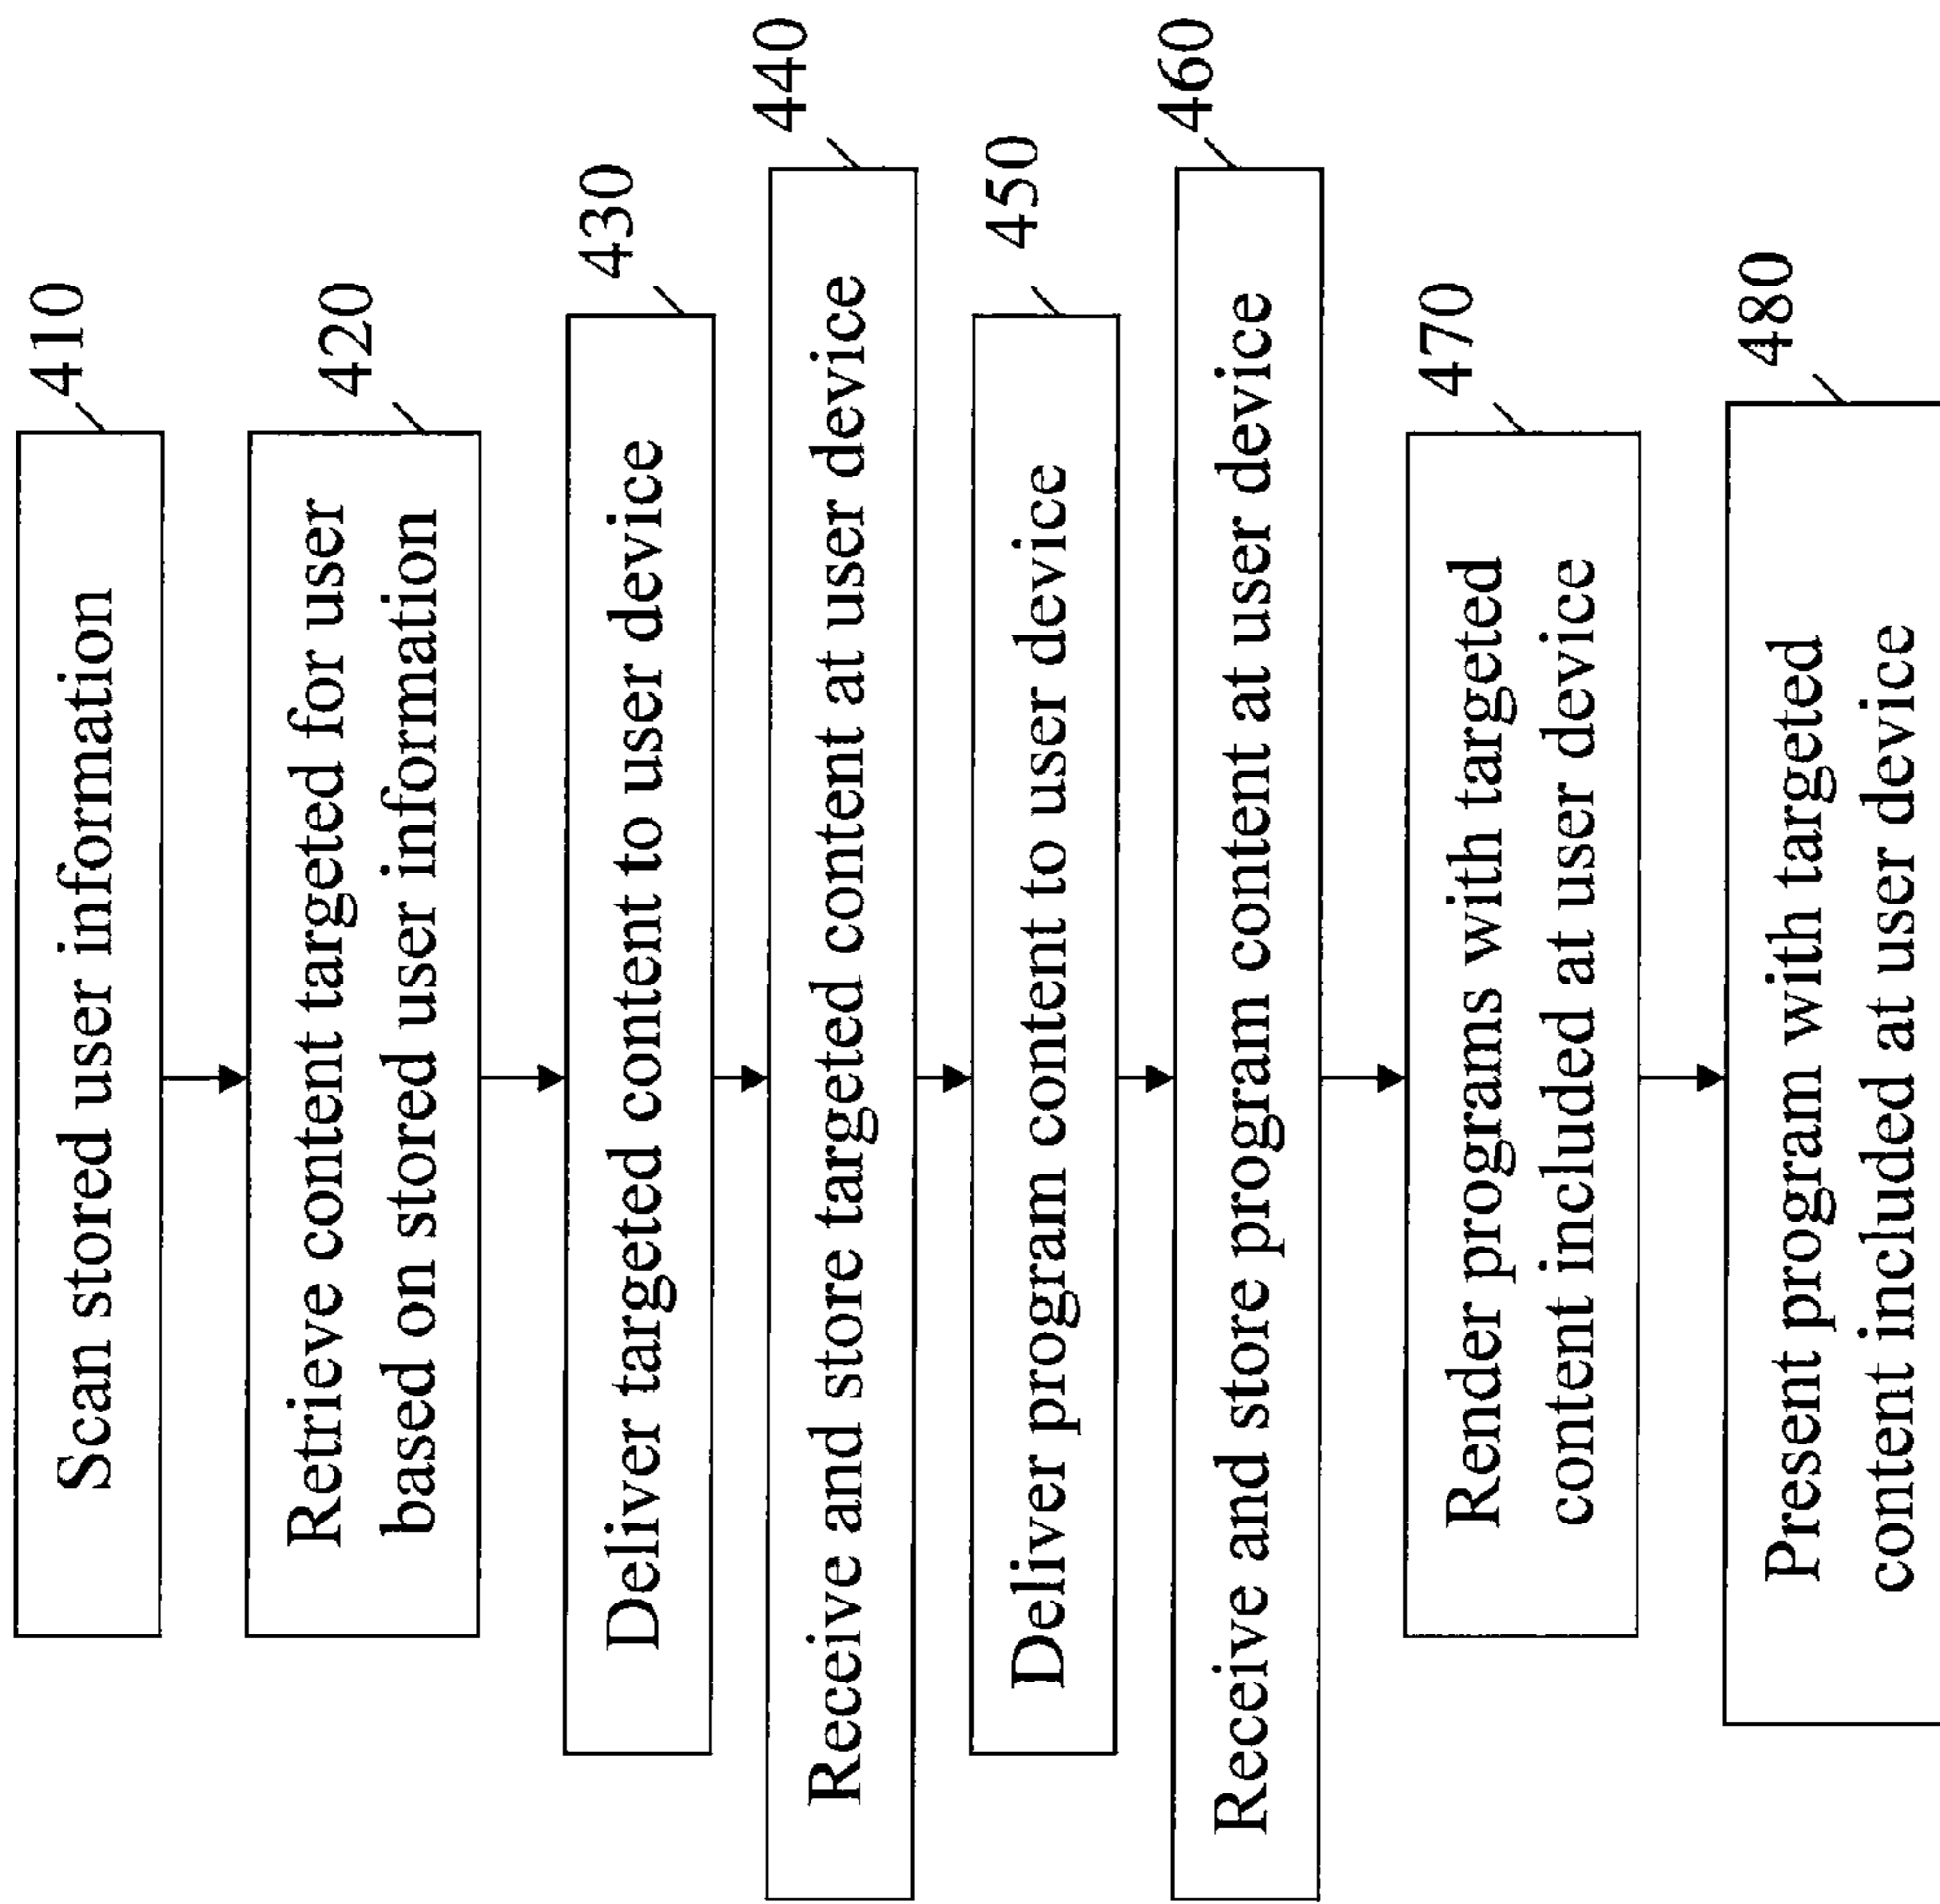 410
Scan stored user information
420
Retrieve content targeted for user
based on stored user information
430
Deliver targeted content to user device
440
Receive and store targeted content at user device
450
Deliver program content to user device
460
Receive and store program content at user device
470
Render programs with targeted
content included at user device
480
Present program with targeted
content included at user device